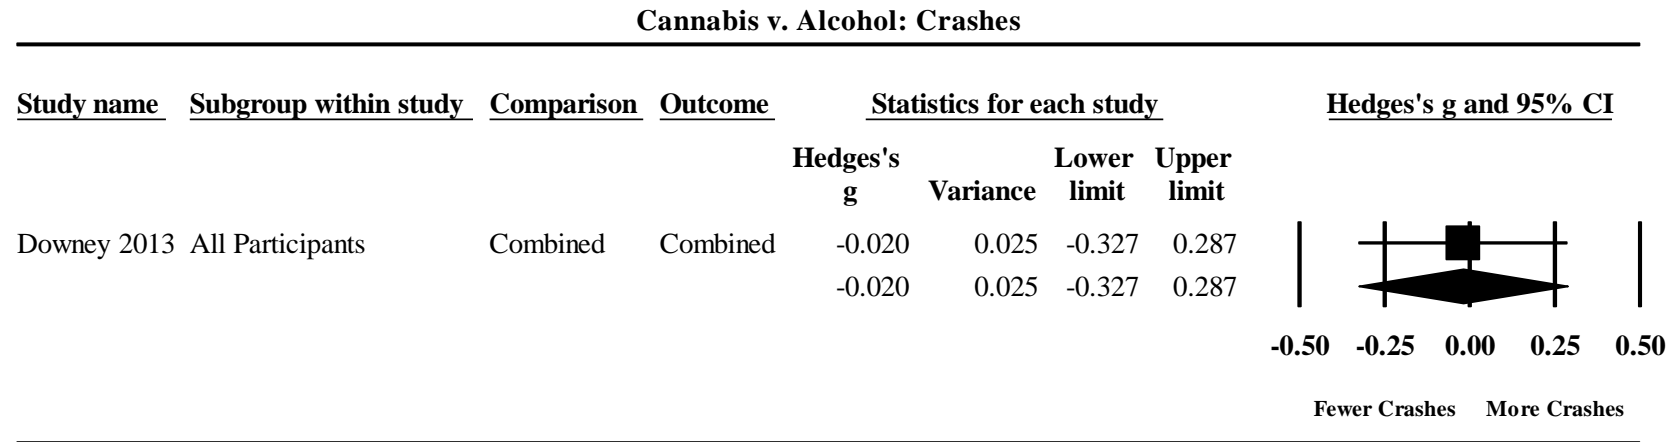 Cannabis v. Alcohol: Crashes
Study name Subgroup within study Comparison Outcome Statistics for each study Hedges's g and 95% CI
Hedges's g Variance Lower limit Upper limit
Downey 2013 All Participants Combined Combined -0.020 0.025 -0.327 0.287
-0.020 0.025 -0.327 0.287
-0.50 -0.25 0.00 0.25 0.50
Fewer Crashes More Crashes